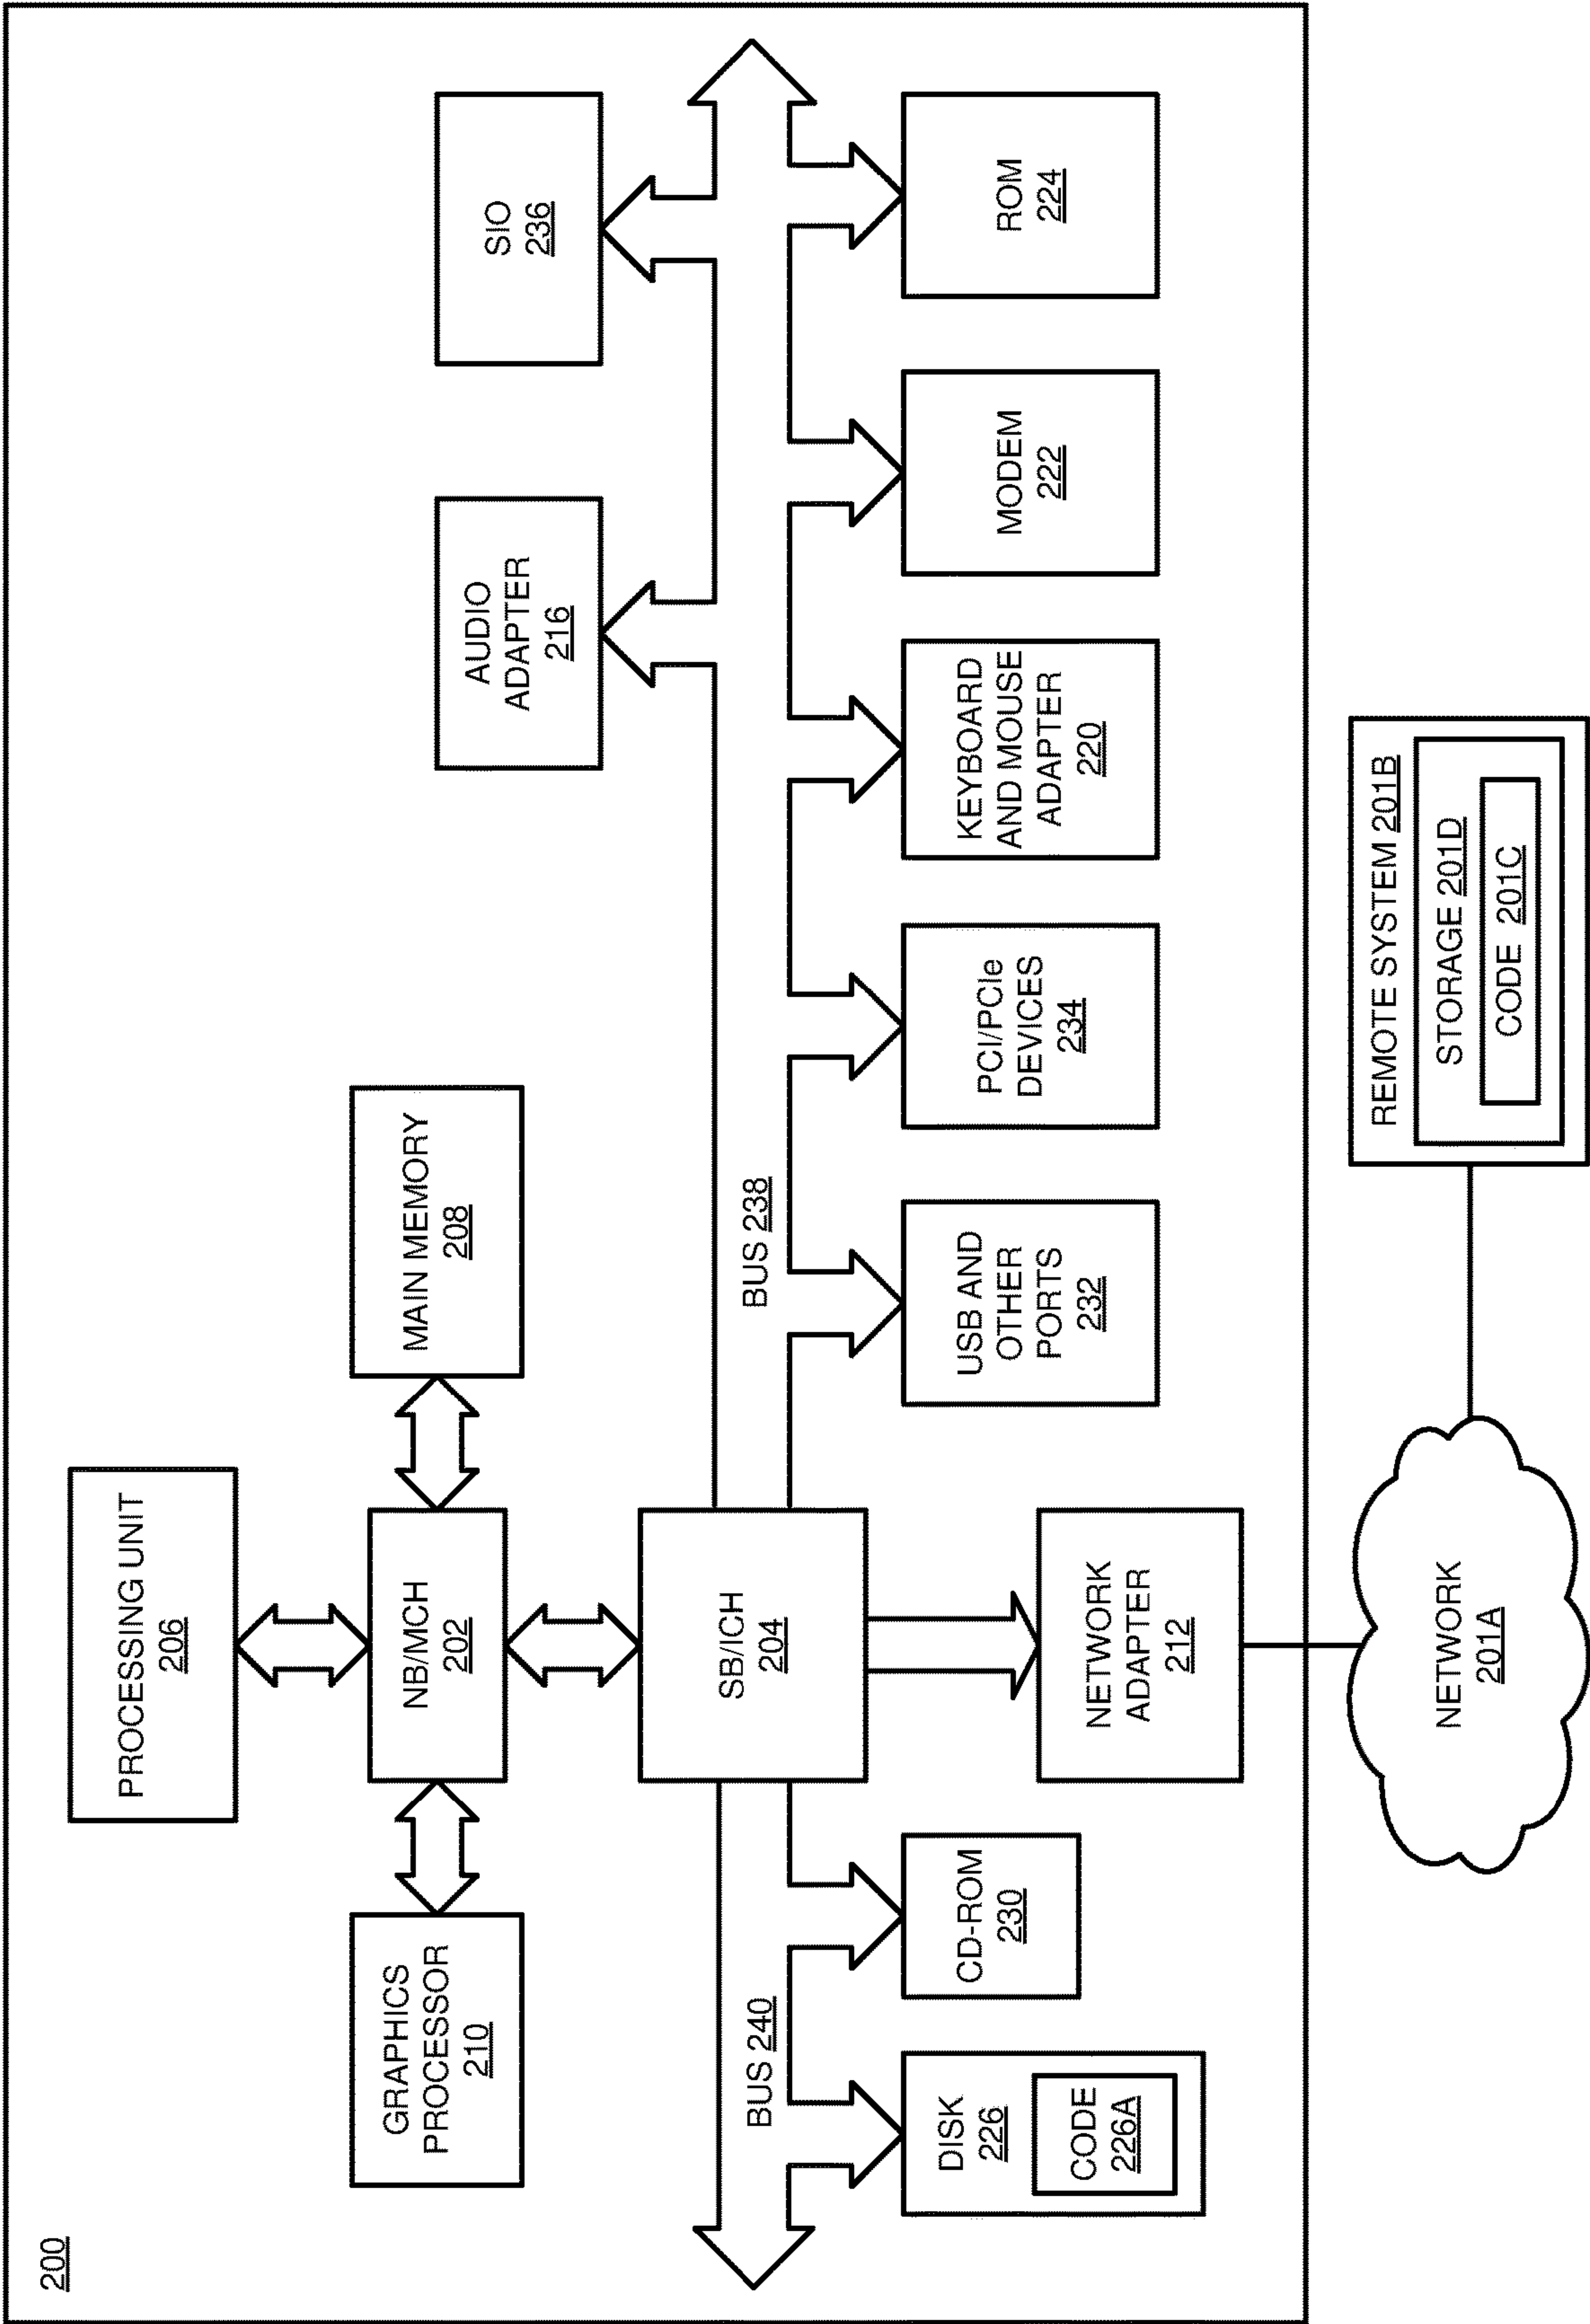 200
PROCESSING UNIT
206
GRAPHICS
PROCESSOR
210
NB/MCH
202
MAIN MEMORY
208
AUDIO
ADAPTER
216
SIO
236
SB/ICH
204
BUS 240
BUS 238
DISK
226
CODE
226A
CD-ROM
230
NETWORK
ADAPTER
212
USB AND
OTHER
PORTS
232
PCI/PCIe
DEVICES
234
KEYBOARD
AND MOUSE
ADAPTER
220
MODEM
222
ROM
224
NETWORK
201A
REMOTE SYSTEM 201B
STORAGE 201D
CODE 201C